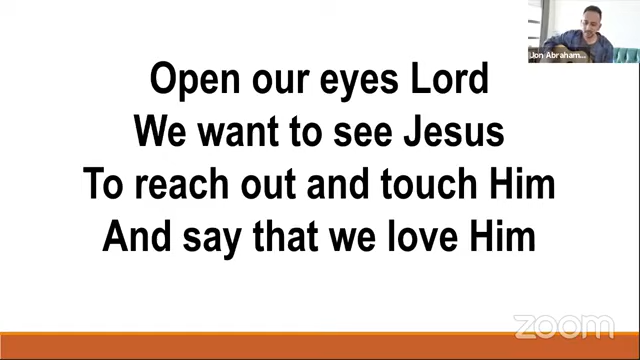 Open our eyes Lord
We want to see Jesus
To reach out and touch Him
And say that we love Him
Jon Abraham...
zoom